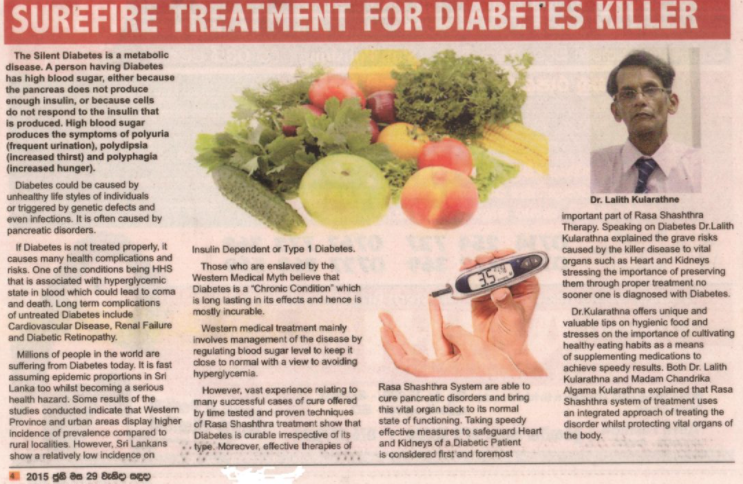 SUREFIRE TREATMENT FOR DIABETES KILLER
The Silent Diabetes is a metabolic
disease. A person having Diabetes
has high blood sugar, either because
the pancreas does not produce
enough insulin, or because cells
do not respond to the insulin that
is produced. High blood sugar
produces the symptoms of polyuria
(frequent urination), polydipsia
(increased thirst) and polyphagia
(increased hunger).
Diabetes could be caused by
unhealthy life styles of individuals
or triggered by genetic defects and
even infections. It is often caused by
pancreatic disorders.
If Diabetes is not treated properly, it
causes many health complications and
risks. One of the conditions being HHS
that is associated with hyperglycemic
state in blood which could lead to coma
and death. Long term complications
of untreated Diabetes include
Cardiovascular Disease, Renal Failure
and Diabetic Retinopathy.
Millions of people in the world are
suffering from Diabetes today. It is fast
assuming epidemic proportions in Sri
Lanka too whilst becoming a serious
health hazard. Some results of the
studies conducted indicate that Western
Province and urban areas display higher
incidence of prevalence compared to
rural localities. However, Sri Lankans
show a relatively low incidence on
Insulin Dependent or Type 1 Diabetes.
Those who are enslaved by the
Western Medical Myth believe that
Diabetes is a "Chronic Condition" which
is long lasting in its effects and hence is
mostly incurable.
Western medical treatment mainly
involves management of the disease by
regulating blood sugar level to keep it
close to normal with a view to avoiding
hyperglycemia.
However, vast experience relating to
many successful cases of cure offered
by time tested and proven techniques
of Rasa Shashthra treatment show that
Diabetes is curable irrespective of its
type. Moreover, effective therapies of
3.5
Rasa Shashthra System are able to
cure pancreatic disorders and bring
this vital organ back to its normal
state of functioning. Taking speedy
effective measures to safeguard Heart
and Kidneys of a Diabetic Patient
is considered first and foremost
Dr. Lalith Kularathne
important part of Rasa Shashthra
Therapy. Speaking on Diabetes Dr.Lalith
Kularathna explained the grave risks
caused by the killer disease to vital
organs such as Heart and Kidneys
stressing the importance of preserving
them through proper treatment no
sooner one is diagnosed with Diabetes.
Dr.Kularathna offers unique and
valuable tips on hygienic food and
stresses on the importance of cultivating
healthy eating habits as a means
of supplementing medications to
achieve speedy results. Both Dr. Lalith
Kularathna and Madam Chandrika
Algama Kularathna explained that Rasa
Shashthra system of treatment uses
an integrated approach of treating the
disorder whilst protecting vital organs of
the body.
4 2015 ජුනි මස 29 වැනිදා සඳුදා